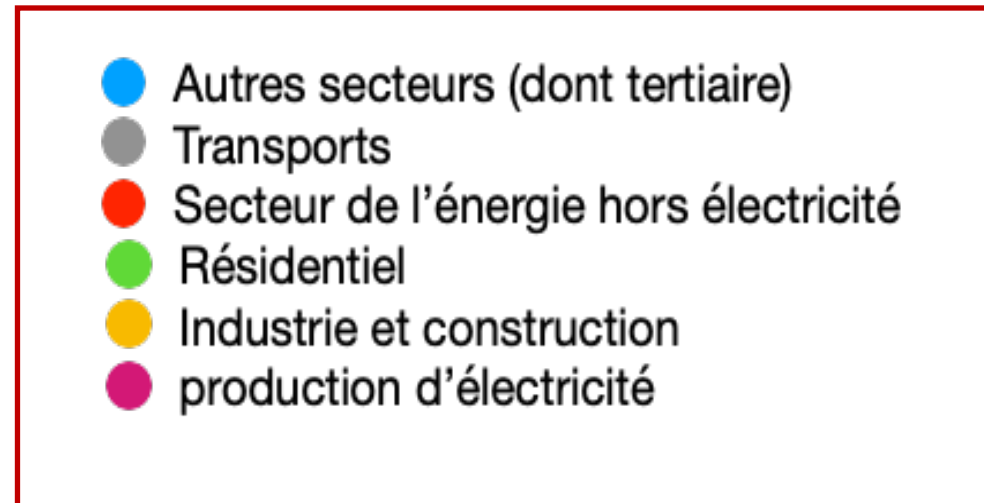 Autres secteurs (dont tertiaire)
Transports
Secteur de l’énergie hors électricité
Résidentiel
Industrie et construction
production d’électricité